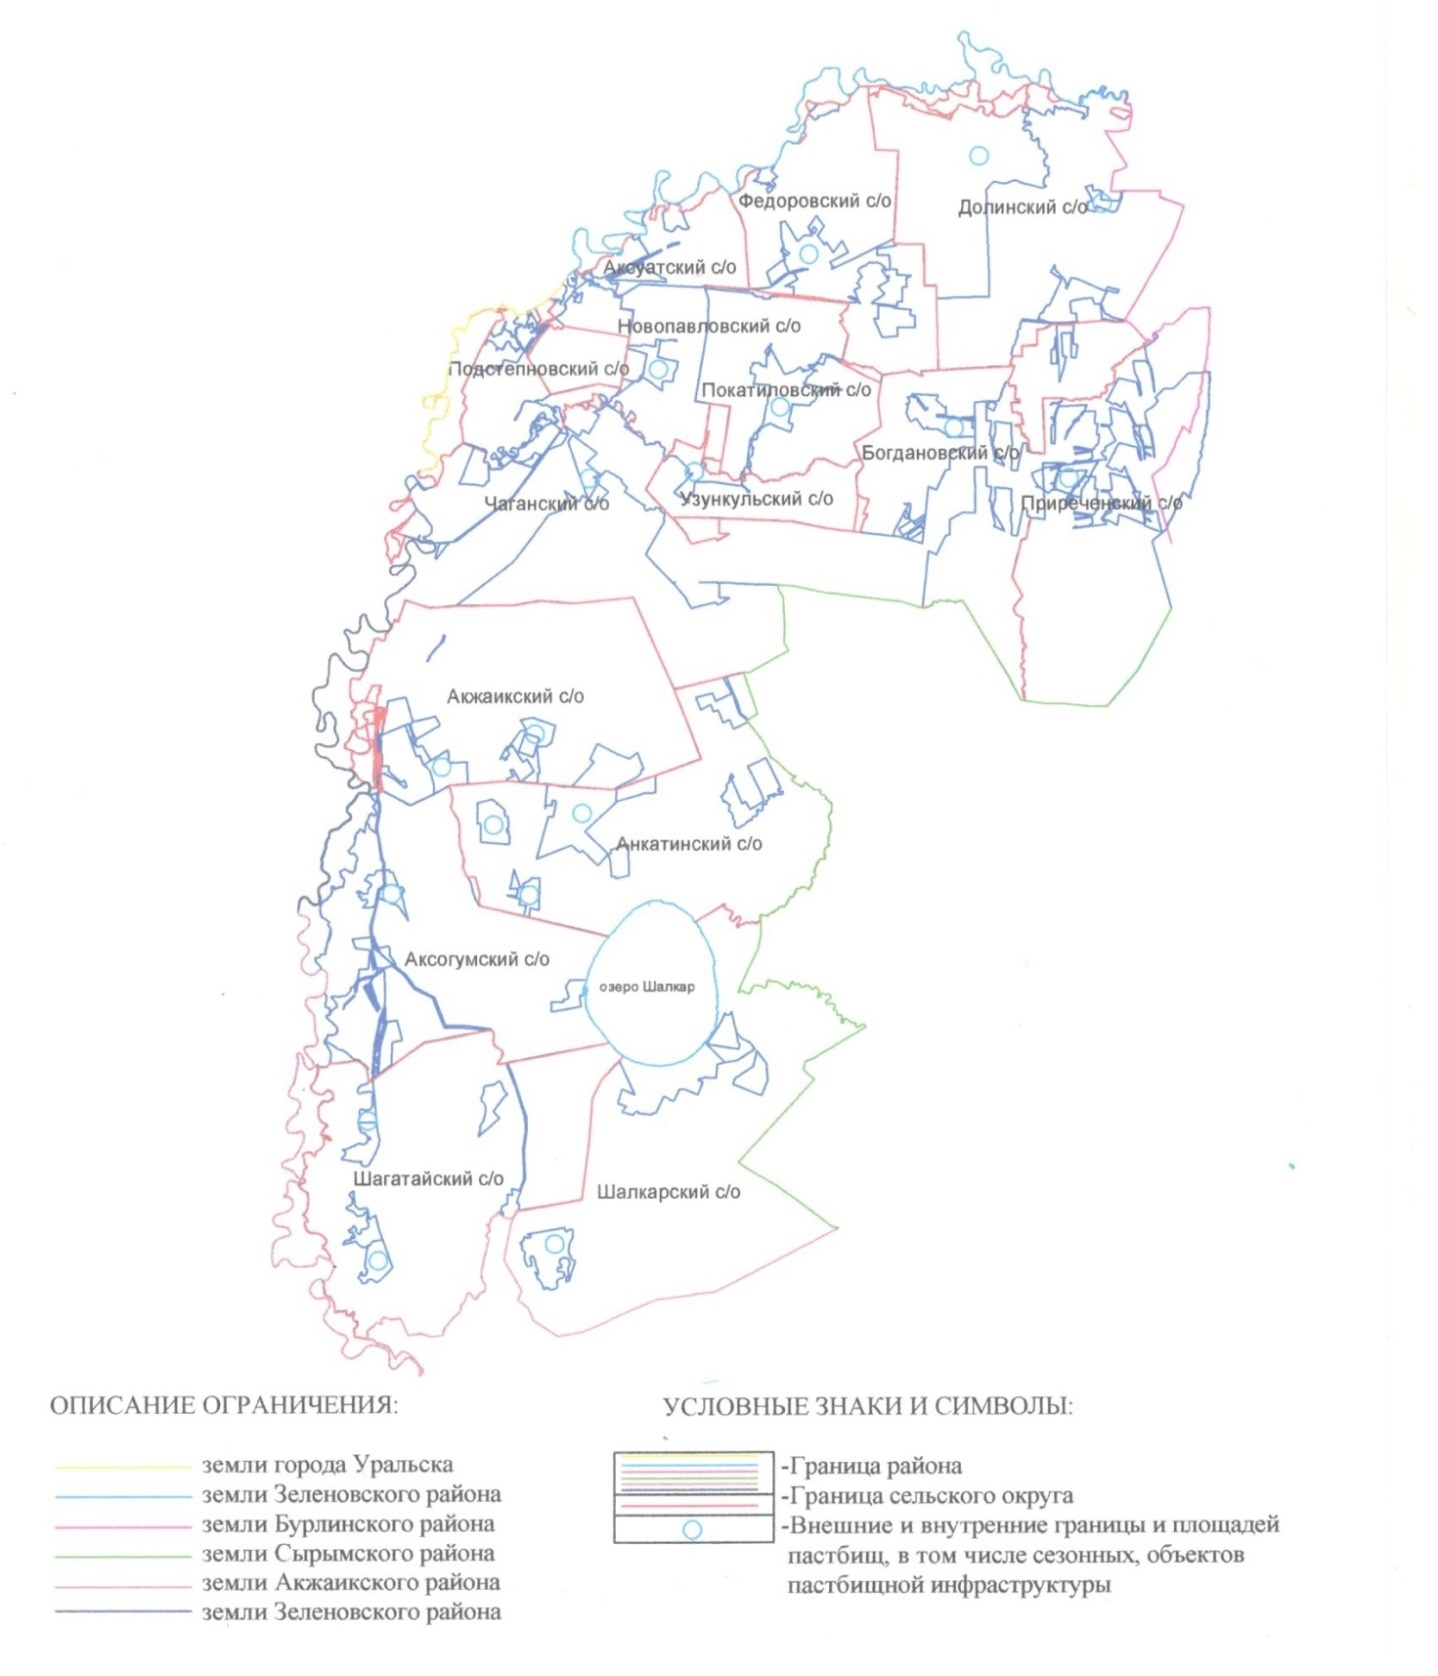 Федоровский с/о
Долинский с/о
Аксуатский с/о
Новопавловский с/о
Подстепновский с/о
Покатиловский с/о
Богдановский с/о
Чаганский с/о
Узункульский с/о
Приреченский с/о
Акжаикский с/о
Анкатинский с/о
Аксогумский с/о
озеро Шалкар
Шагатайский с/о
Шалкарский с/о
ОПИСАНИЕ ОГРАНИЧЕНИЯ:
земли города Уральска
земли Зеленовского района
земли Бурлинского района
земли Сырымского района
земли Акжаикского района
земли Зеленовского района
УСЛОВНЫЕ ЗНАКИ И СИМВОЛЫ:
-Граница района
-Граница сельского округа
-Внешние и внутренние границы и площадей
пастбищ, в том числе сезонных, объектов
пастбищной инфраструктуры